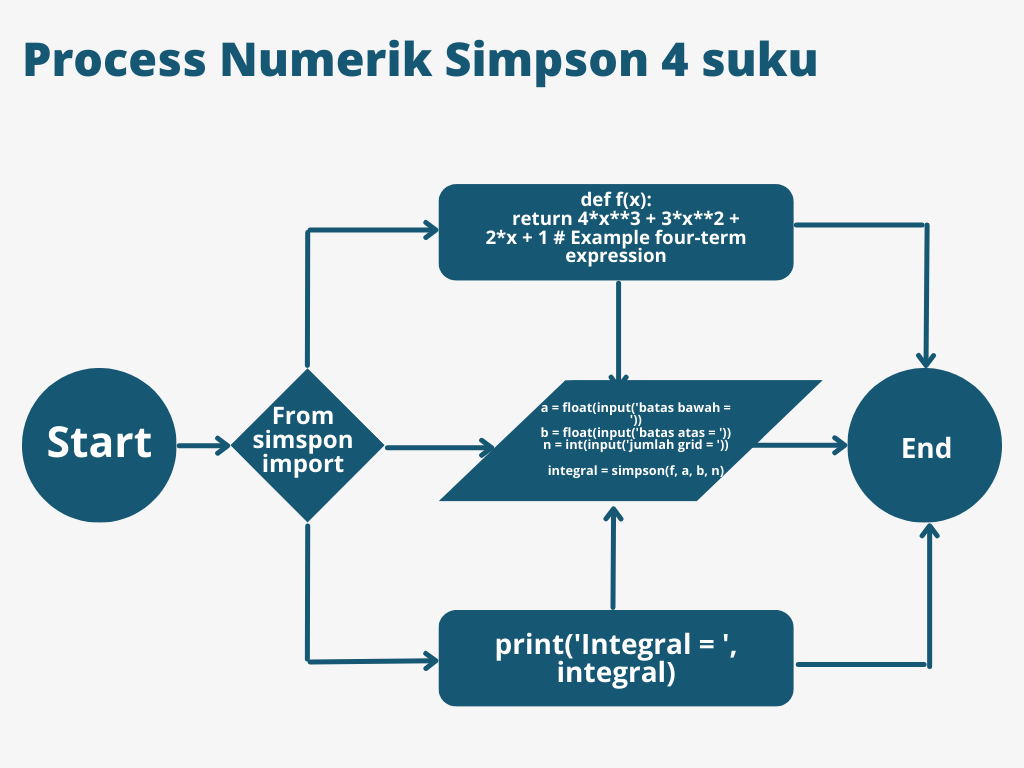 Process Numerik Simpson 4 suku
def f(x):
return 4*x**3 + 3*x**2 +
2*x + 1 # Example four-term
expression
Start
From
simspon
import
a = float(input('batas bawah =
'))
b = float(input('batas atas = '))
n = int(input('jumlah grid = '))
integral = simpson(f, a, b, n)
End
print('Integral = ',
integral)